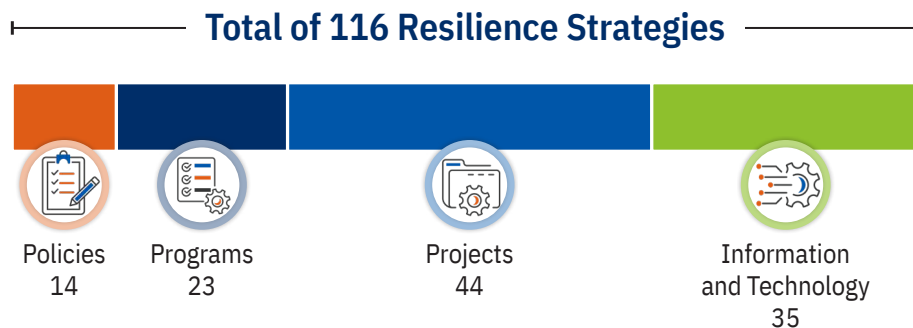 Total of 116 Resilience Strategies
Policies
14
Programs
23
Projects
44
Information
and Technology
35